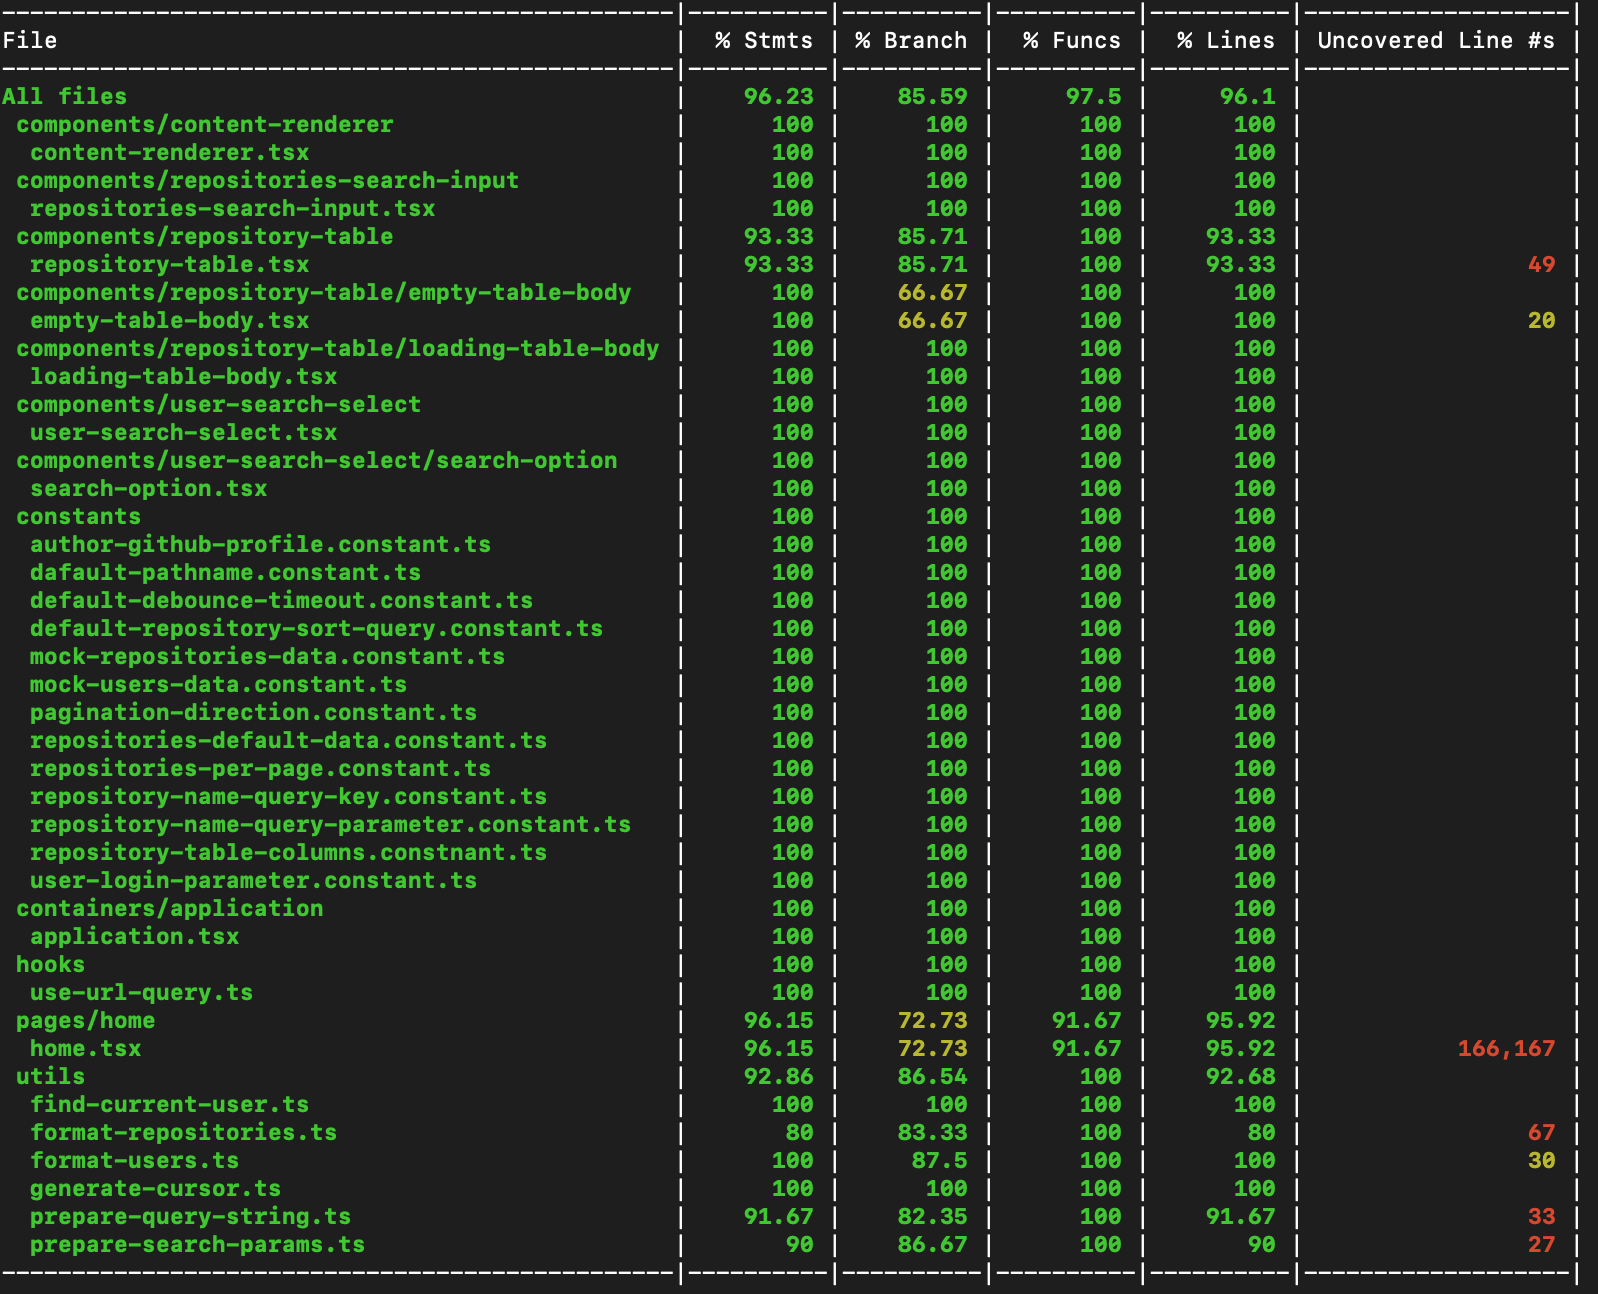 File | % Stmts | % Branch | % Funcs | % Lines | Uncovered Line #s |
All files | 96.23 | 85.59 | 97.5 | 96.1 | |
components/content-renderer | 100 | 100 | 100 | 100 | |
content-renderer.tsx | 100 | 100 | 100 | 100 | |
components/repositories-search-input | 100 | 100 | 100 | 100 | |
repositories-search-input.tsx | 100 | 100 | 100 | 100 | |
components/repository-table | 93.33 | 85.71 | 100 | 93.33 | |
repository-table.tsx | 93.33 | 85.71 | 100 | 93.33 | 49 |
components/repository-table/empty-table-body | 100 | 66.67 | 100 | 100 | |
empty-table-body.tsx | 100 | 66.67 | 100 | 100 | 20 |
components/repository-table/loading-table-body | 100 | 100 | 100 | 100 | |
loading-table-body.tsx | 100 | 100 | 100 | 100 | |
components/user-search-select | 100 | 100 | 100 | 100 | |
user-search-select.tsx | 100 | 100 | 100 | 100 | |
components/user-search-select/search-option | 100 | 100 | 100 | 100 | |
search-option.tsx | 100 | 100 | 100 | 100 | |
constants | 100 | 100 | 100 | 100 | |
author-github-profile.constant.ts | 100 | 100 | 100 | 100 | |
dafault-pathname.constant.ts | 100 | 100 | 100 | 100 | |
default-debounce-timeout.constant.ts | 100 | 100 | 100 | 100 | |
default-repository-sort-query.constant.ts | 100 | 100 | 100 | 100 | |
mock-repositories-data.constant.ts | 100 | 100 | 100 | 100 | |
mock-users-data.constant.ts | 100 | 100 | 100 | 100 | |
pagination-direction.constant.ts | 100 | 100 | 100 | 100 | |
repositories-default-data.constant.ts | 100 | 100 | 100 | 100 | |
repositories-per-page.constant.ts | 100 | 100 | 100 | 100 | |
repository-name-query-key.constant.ts | 100 | 100 | 100 | 100 | |
repository-name-query-parameter.constant.ts | 100 | 100 | 100 | 100 | |
repository-table-columns.constnant.ts | 100 | 100 | 100 | 100 | |
user-login-parameter.constant.ts | 100 | 100 | 100 | 100 | |
containers/application | 100 | 100 | 100 | 100 | |
application.tsx | 100 | 100 | 100 | 100 | |
hooks | 100 | 100 | 100 | 100 | |
use-url-query.ts | 100 | 100 | 100 | 100 | |
pages/home | 96.15 | 72.73 | 91.67 | 95.92 | |
home.tsx | 96.15 | 72.73 | 91.67 | 95.92 | 166,167 |
utils | 92.86 | 86.54 | 100 | 92.68 | |
find-current-user.ts | 100 | 100 | 100 | 100 | |
format-repositories.ts | 80 | 83.33 | 100 | 80 | 67 |
format-users.ts | 100 | 87.5 | 100 | 100 | 30 |
generate-cursor.ts | 100 | 100 | 100 | 100 | |
prepare-query-string.ts | 91.67 | 82.35 | 100 | 91.67 | 33 |
prepare-search-params.ts | 90 | 86.67 | 100 | 90 | 27 |